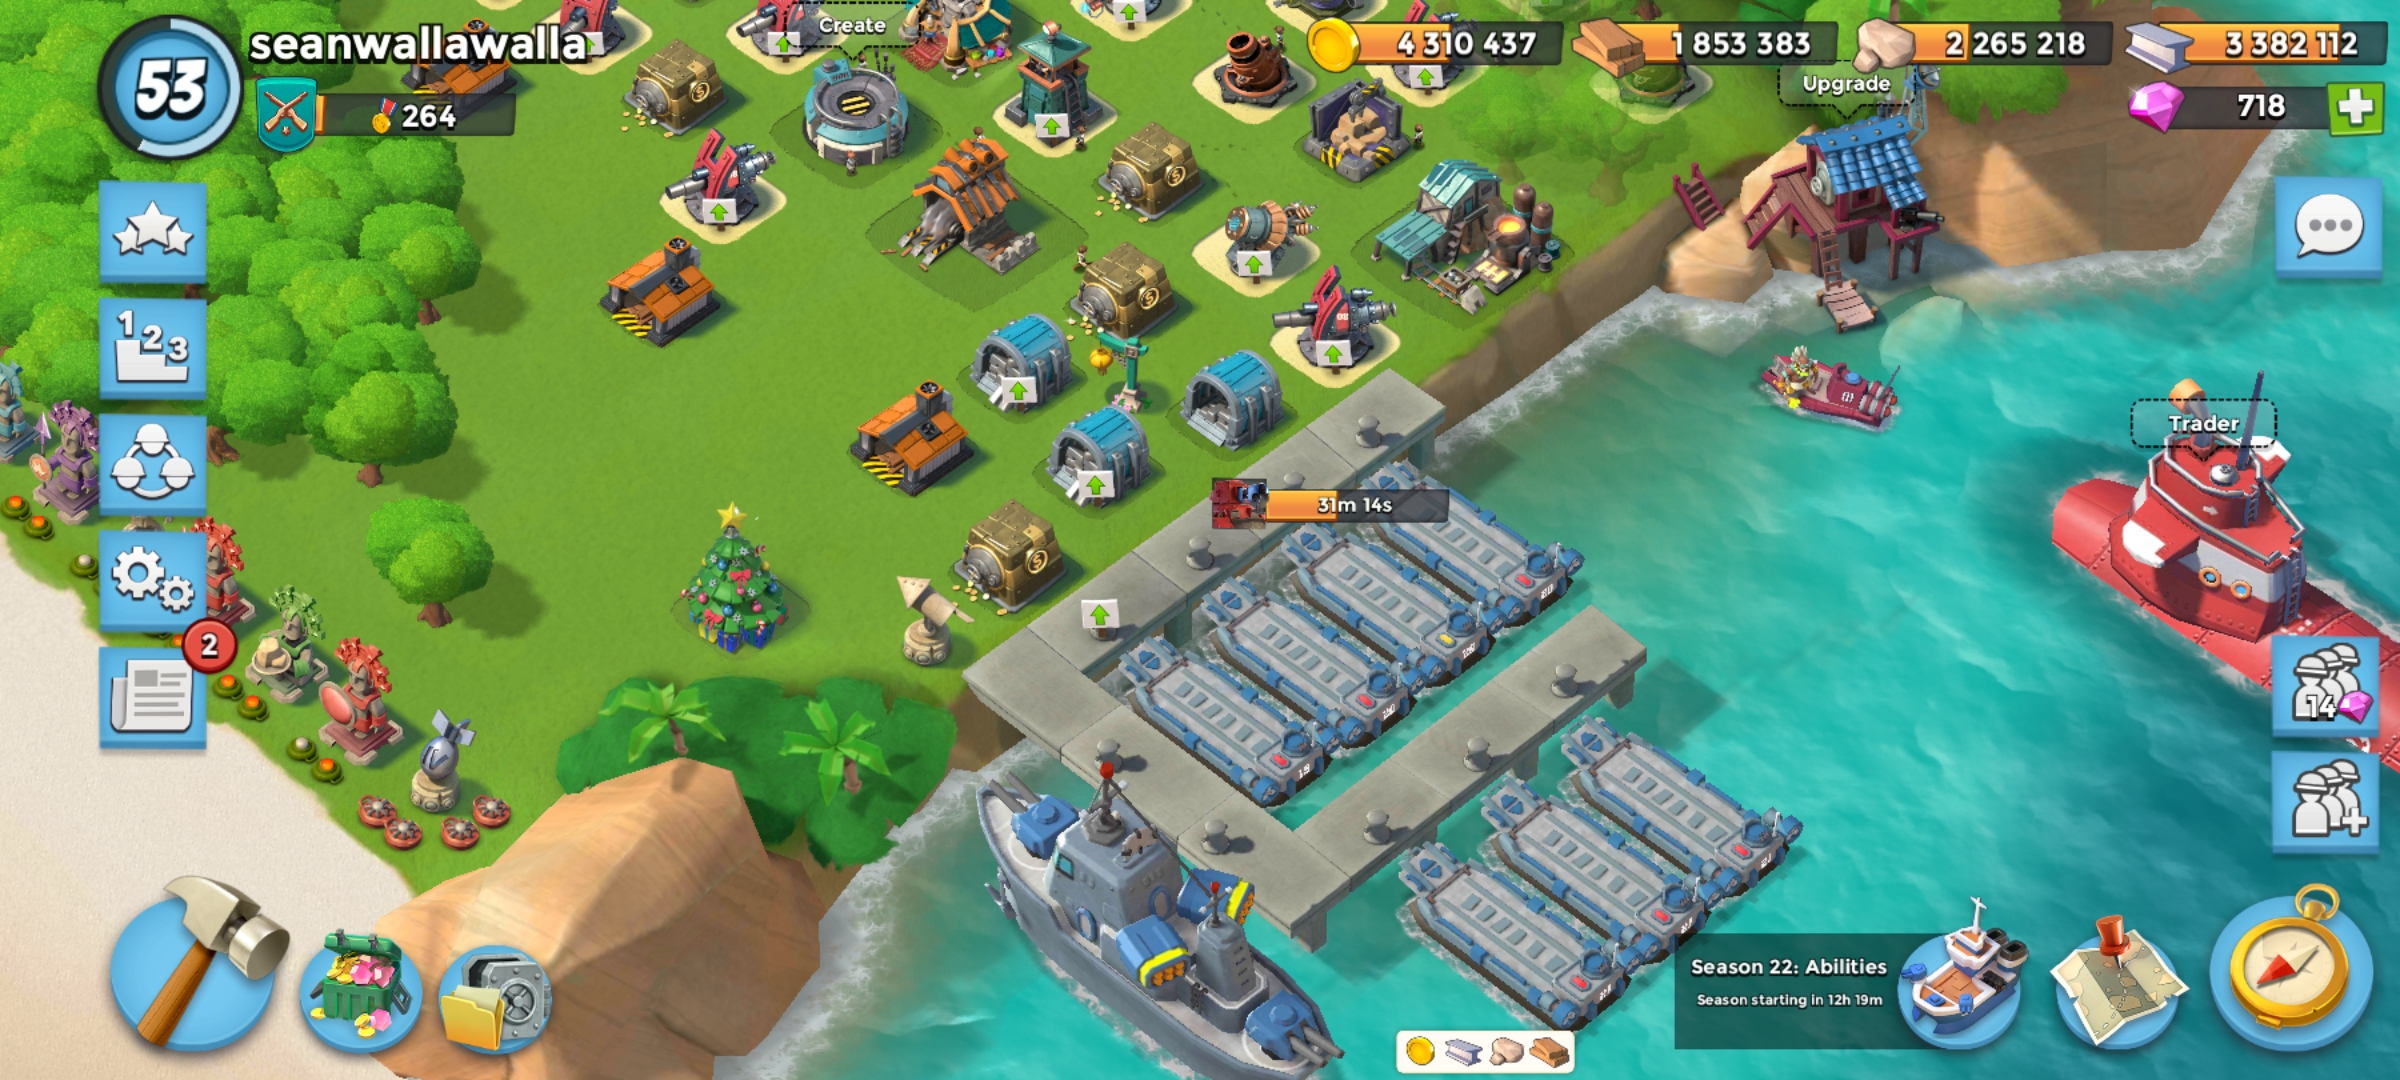 53
seanwallawalla
264
Create
4 310 437
1 853 383
2 265 218
3 382 112
Upgrade
718
123
Trader
31m 14s
2
14
Season 22: Abilities
Season starting in 12h 19m